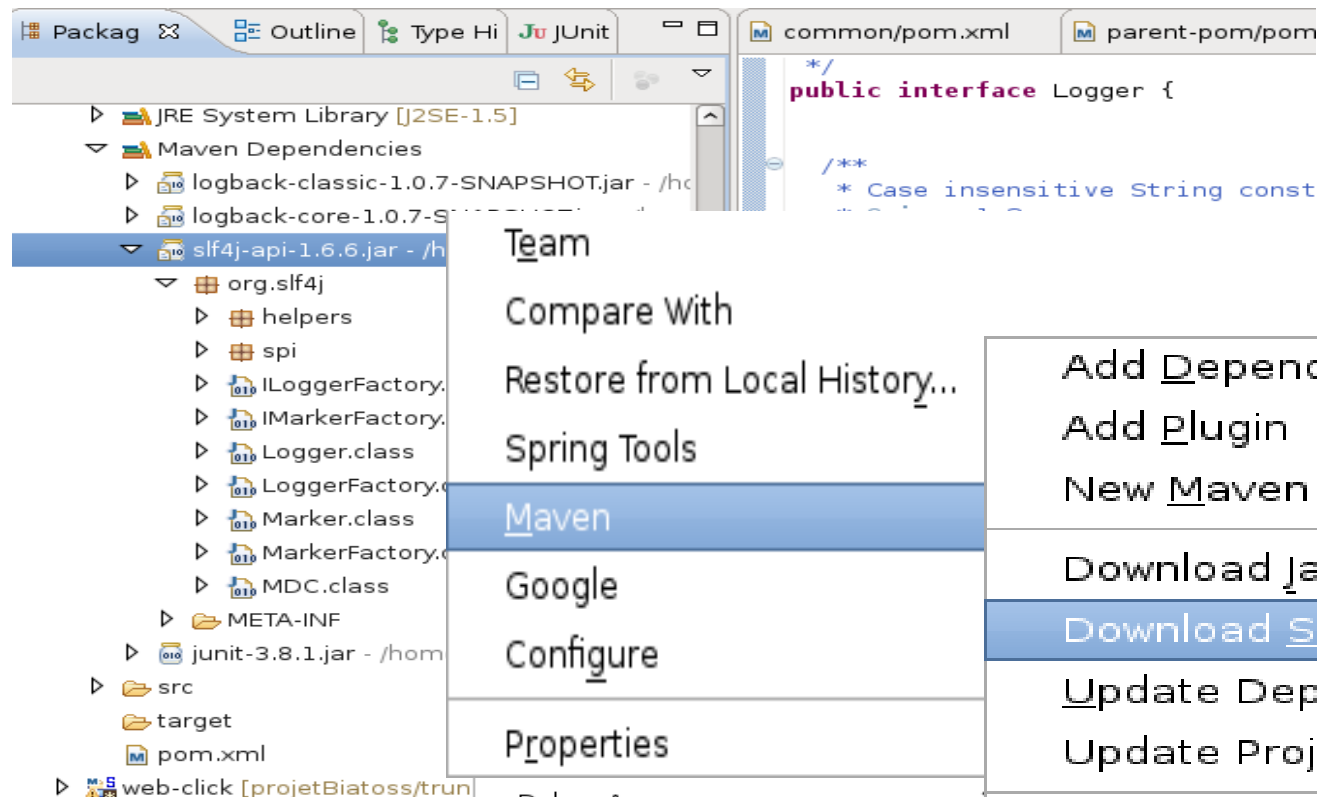 Packag Outline Type Hi Ju JUnit
JRE System Library [J2SE-1.5]
Maven Dependencies
logback-classic-1.0.7-SNAPSHOT.jar - /ho
logback-core-1.0.7-S
slf4j-api-1.6.6.jar - /h
org.slf4j
helpers
spi
ILoggerFactory.
IMarkerFactory.
Logger.class
LoggerFactory.
Marker.class
MarkerFactory.
MDC.class
META-INF
junit-3.8.1.jar - /hom
src
target
pom.xml
web-click [projetBiatoss/trun
common/pom.xml parent-pom/pom
*/
public interface Logger {
/**
* Case insensitive String const
Team
Compare With
Restore from Local History...
Spring Tools
Maven
Google
Configure
Properties
Add Depend
Add Plugin
New Maven
Download Ja
Download S
Update Dep
Update Proj